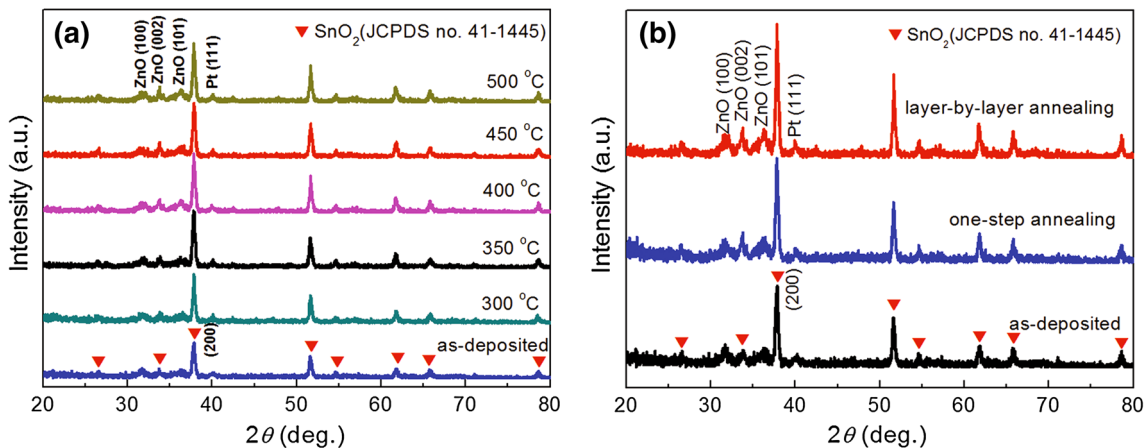 (a)
▼ SnO2(JCPDS no. 41-1445)
ZnO (100)
ZnO (002)
ZnO (101)
Pt (111)
500 °C
450 °C
400 °C
350 °C
300 °C
(200)
as-deposited
Intensity (a.u.)
20 30 40 50 60 70 80
2θ (deg.)
(b)
▼ SnO2(JCPDS no. 41-1445)
ZnO (100)
ZnO (002)
ZnO (101)
Pt (111)
layer-by-layer annealing
one-step annealing
(200)
as-deposited
Intensity (a.u.)
20 30 40 50 60 70 80
2θ (deg.)